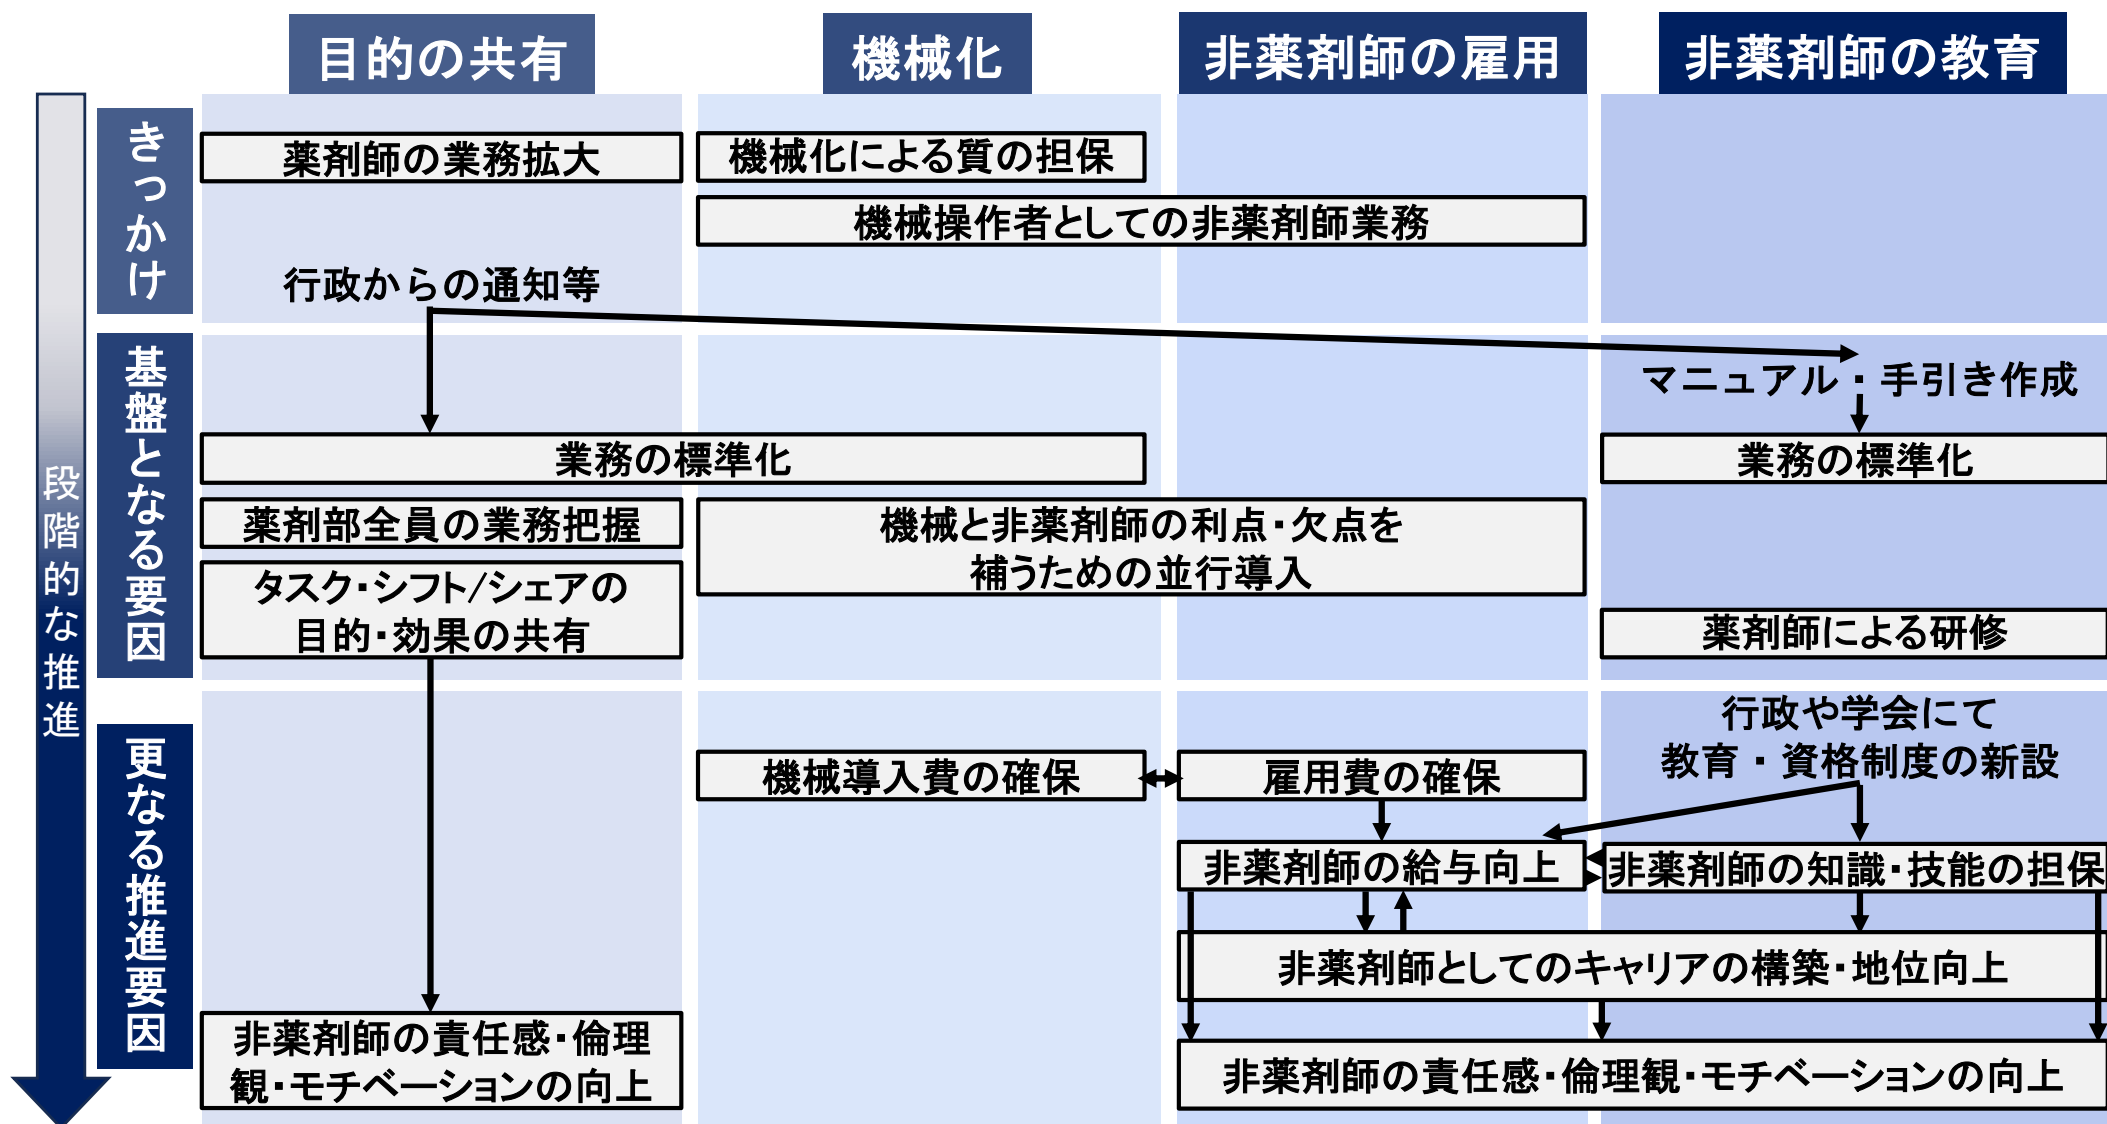 目的の共有
機械化
非薬剤師の雇用
非薬剤師の教育
段階的な推進
きっかけ
薬剤師の業務拡大
機械化による質の担保
機械操作者としての非薬剤師業務
行政からの通知等
基盤となる要因
マニュアル・手引き作成
業務の標準化
業務の標準化
薬剤部全員の業務把握
機械と非薬剤師の利点・欠点を
補うための並行導入
タスク・シフト/シェアの
目的・効果の共有
薬剤師による研修
更なる推進要因
行政や学会にて
教育・資格制度の新設
機械導入費の確保
雇用費の確保
非薬剤師の給与向上
非薬剤師の知識・技能の担保
非薬剤師としてのキャリアの構築・地位向上
非薬剤師の責任感・倫理
観・モチベーションの向上
非薬剤師の責任感・倫理観・モチベーションの向上